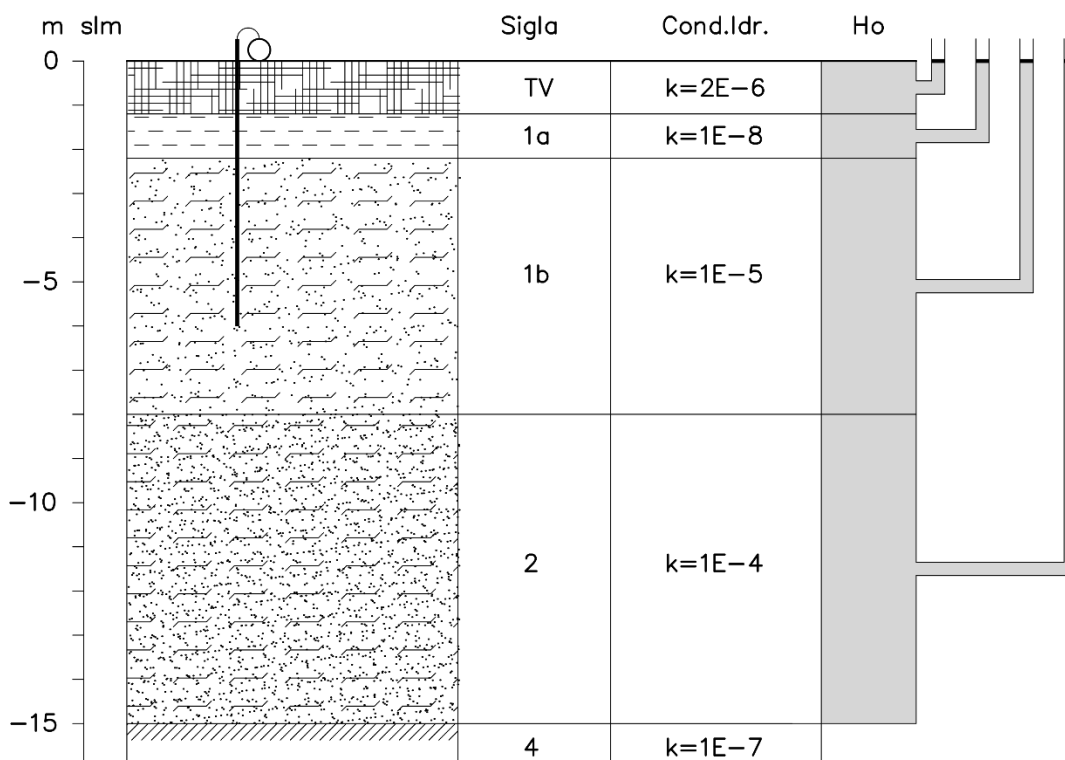 m slm Sigla Cond.Idr. Ho
0
TV k=2E-6
1a k=1E-8
1b k=1E-5
-5
-10
2 k=1E-4
-15
4 k=1E-7